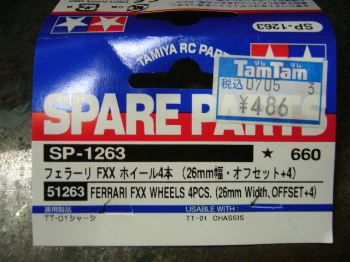 SP-1263
TAMIYA RC PARTS
TamTam
税込 0705 3
¥486
SPARE PARTS
SP-1263 ★ 660
フェラーリ FXX ホイール4本 (26mm幅・オフセット+4)
51263 FERRARI FXX WHEELS 4PCS. (26mm Width, OFFSET+4)
適用製品 USABLE WITH:
TT-01シャーシ TT-01 CHASSIS